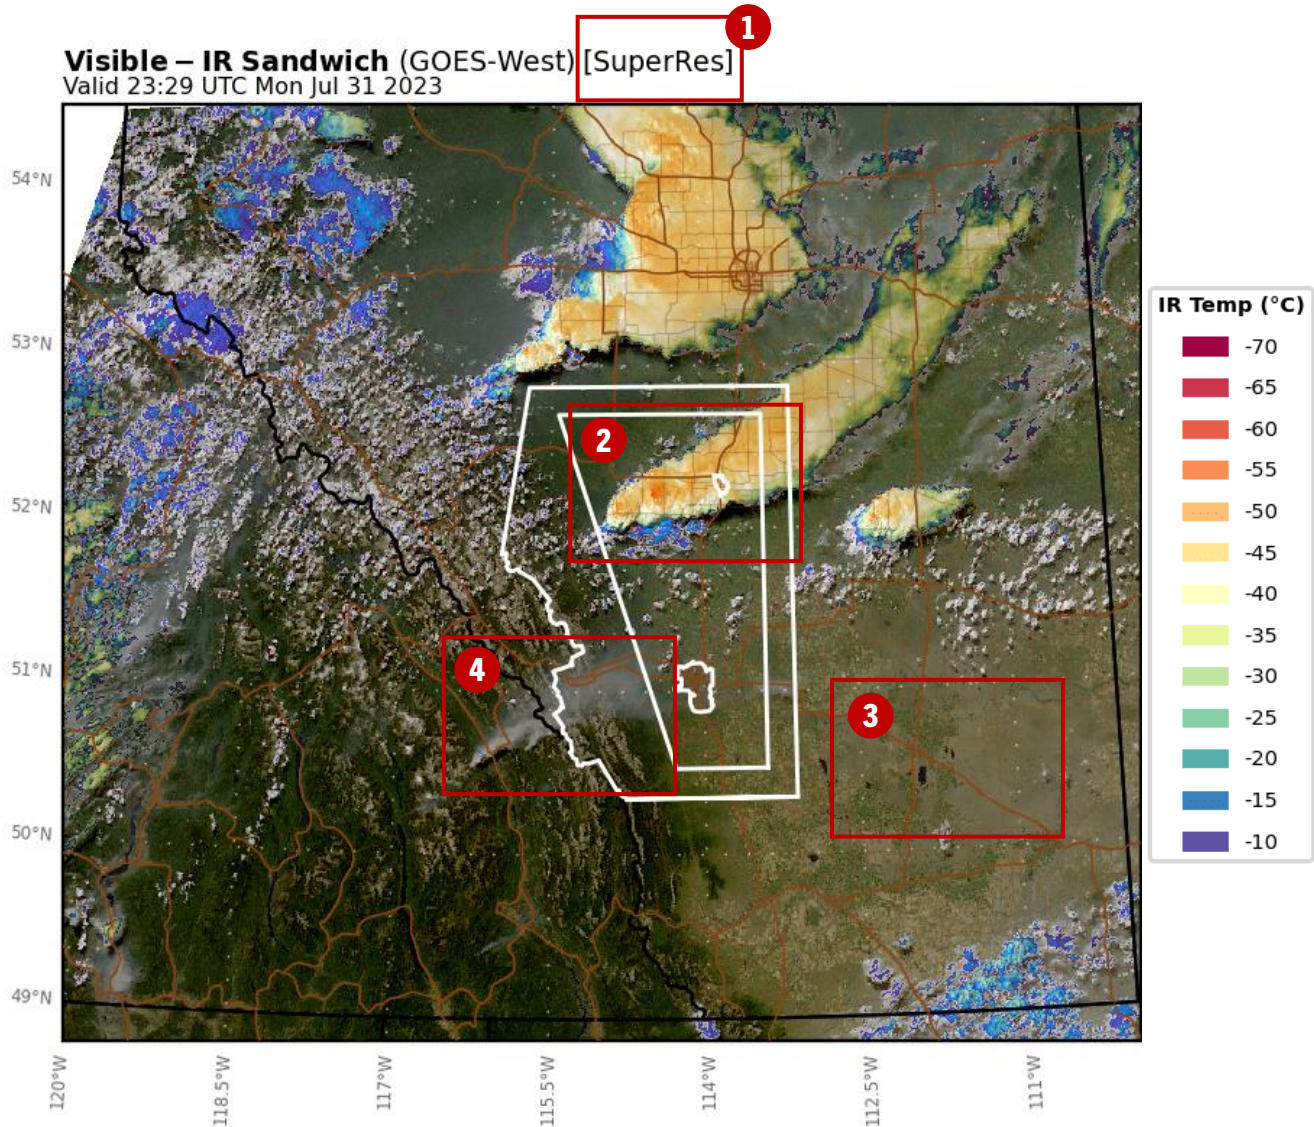 1
Visible – IR Sandwich (GOES-West) [SuperRes]
Valid 23:29 UTC Mon Jul 31 2023
54°N
53°N
52°N
51°N
50°N
49°N
2
4
3
IR Temp (°C)
-70
-65
-60
-55
-50
-45
-40
-35
-30
-25
-20
-15
-10
120°W
118.5°W
117°W
115.5°W
114°W
112.5°W
111°W